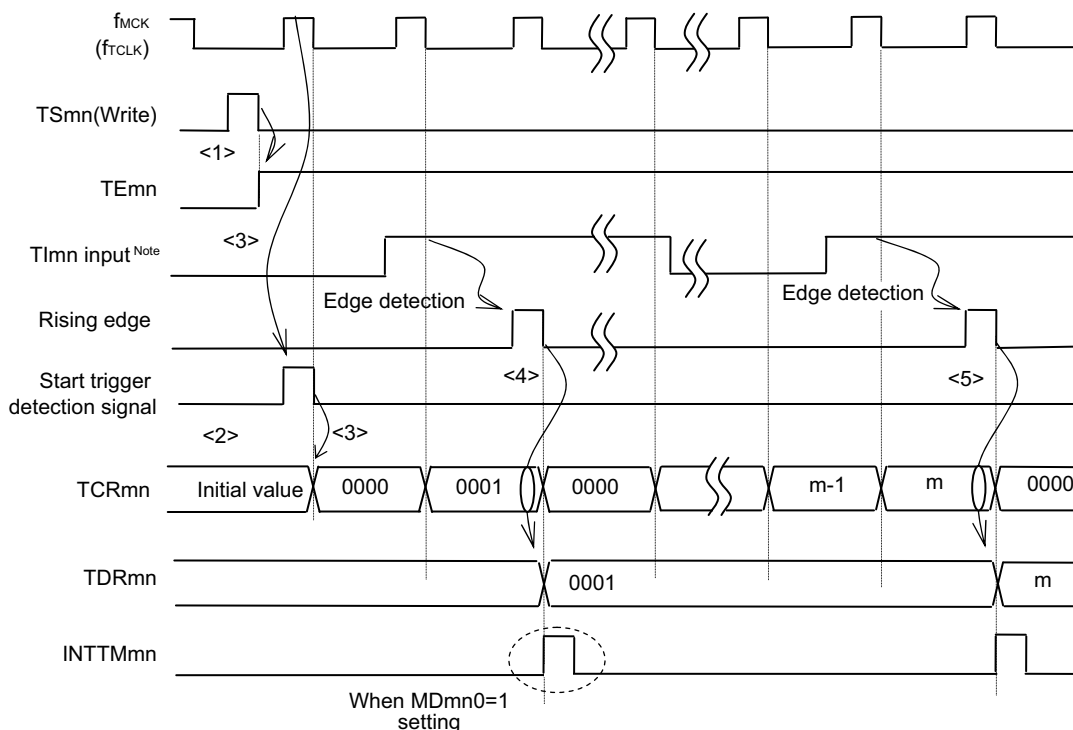 fMCK
(fTCLK)
TSmn(Write)
<1>
TEmn
<3>
TImn input Note
Edge detection
Edge detection
Rising edge
<4>
<5>
Start trigger
detection signal
<2>
<3>
TCRmn
Initial value
0000
0001
0000
m-1
m
0000
TDRmn
0001
m
INTTMmn
When MDmn0=1
setting